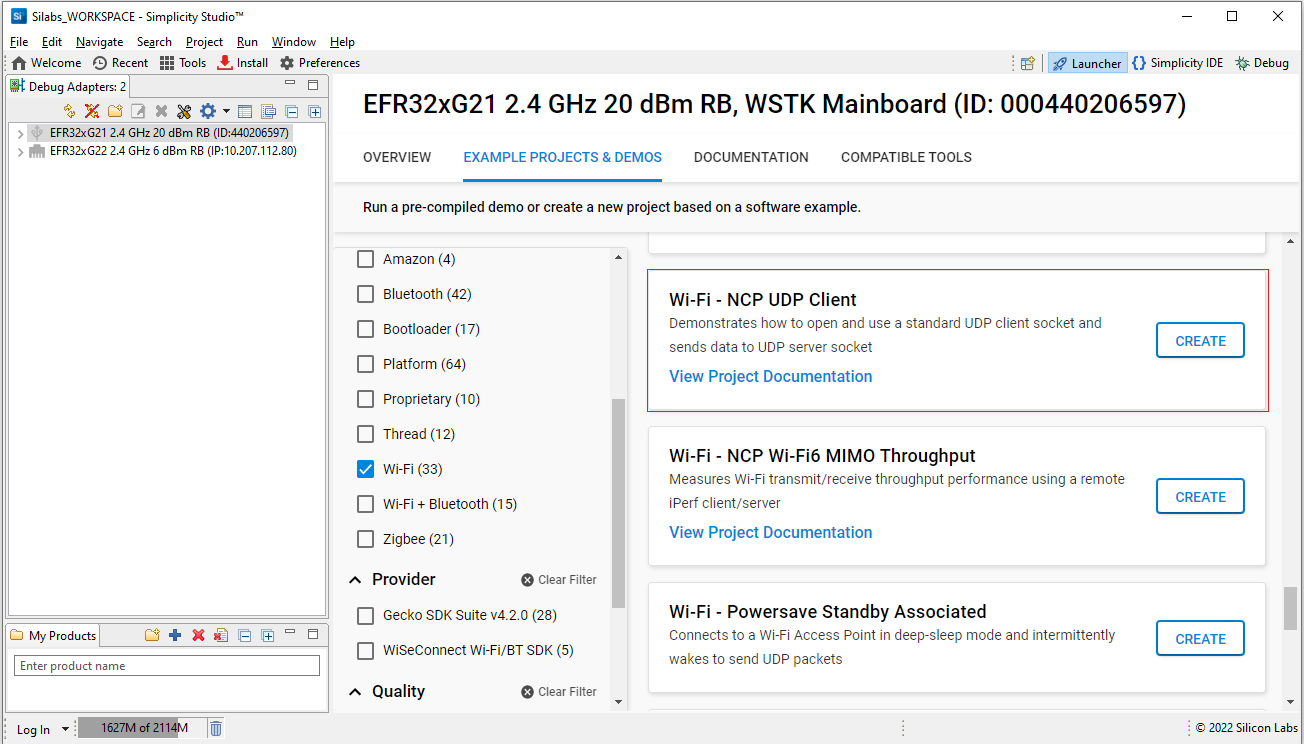 Silabs_WORKSPACE - Simplicity Studio™
File Edit Navigate Search Project Run Window Help
Welcome Recent Tools Install Preferences
Launcher Simplicity IDE Debug
Debug Adapters: 2
EFR32xG21 2.4 GHz 20 dBm RB (ID:440206597)
EFR32xG22 2.4 GHz 6 dBm RB (IP:10.207.112.80)
My Products
Enter product name
EFR32xG21 2.4 GHz 20 dBm RB, WSTK Mainboard (ID: 000440206597)
OVERVIEW EXAMPLE PROJECTS & DEMOS DOCUMENTATION COMPATIBLE TOOLS
Run a pre-compiled demo or create a new project based on a software example.
Amazon (4)
Bluetooth (42)
Bootloader (17)
Platform (64)
Proprietary (10)
Thread (12)
Wi-Fi (33)
Wi-Fi + Bluetooth (15)
Zigbee (21)
Provider Clear Filter
Gecko SDK Suite v4.2.0 (28)
WiSeConnect Wi-Fi/BT SDK (5)
Quality Clear Filter
Wi-Fi - NCP UDP Client
Demonstrates how to open and use a standard UDP client socket and
sends data to UDP server socket
View Project Documentation
CREATE
Wi-Fi - NCP Wi-Fi6 MIMO Throughput
Measures Wi-Fi transmit/receive throughput performance using a remote
iPerf client/server
View Project Documentation
CREATE
Wi-Fi - Powersave Standby Associated
Connects to a Wi-Fi Access Point in deep-sleep mode and intermittently
wakes to send UDP packets
CREATE
Log In 1627M of 2114M © 2022 Silicon Labs